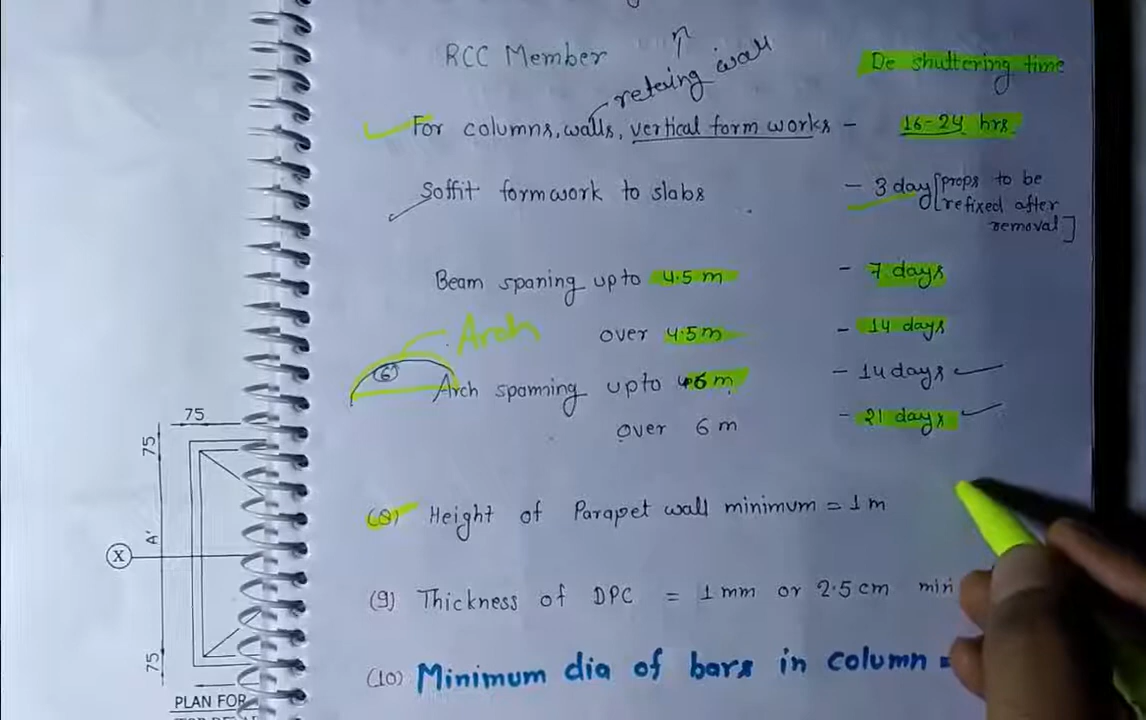 RCC Member
retering wall
De shuttering time
For columns, walls, vertical form works - 16-24 hrs
Soffit formwork to slabs - 3 day [props to be
refixed after
removal]
Beam spaning upto 4.5 m - 7 days
over 4.5m - 14 days
Arch
6
Arch spanning upto 6m - 14 days
over 6 m - 21 days
(8) Height of Parapet wall minimum = 1 m
(9) Thickness of DPC = 1 mm or 2.5 cm min
(10) Minimum dia of bars in column =
75
75
A'
X
75
PLAN FOR